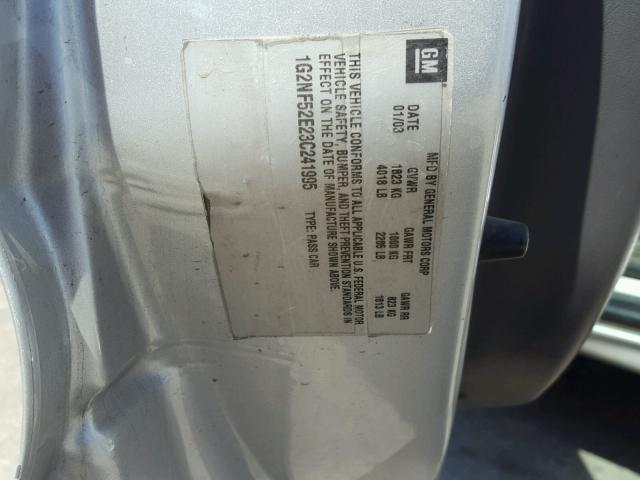 GM
MFD BY GENERAL MOTORS CORP
DATE GVWR GAWR FRT GAWR RR
01/03 1823 KG 1000 KG 823 KG
4018 LB 2205 LB 1813 LB
THIS VEHICLE CONFORMS TO ALL APPLICABLE U.S. FEDERAL MOTOR
VEHICLE SAFETY, BUMPER, AND THEFT PREVENTION STANDARDS IN
EFFECT ON THE DATE OF MANUFACTURE SHOWN ABOVE.
1G2NF52E23C241995 TYPE: PASS CAR